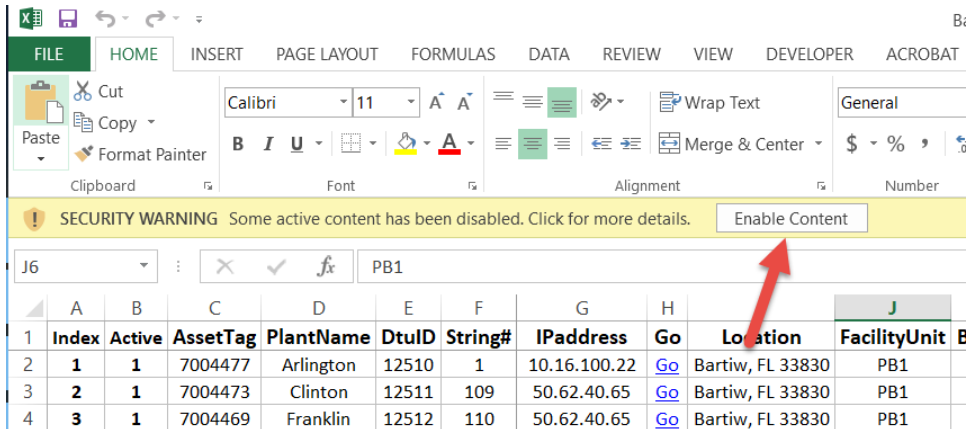 Ba
FILE HOME INSERT PAGE LAYOUT FORMULAS DATA REVIEW VIEW DEVELOPER ACROBAT
Cut
Copy
Format Painter
Paste
Calibri 11 A A
B I U A
Wrap Text
Merge & Center
General
$ % ,
Clipboard Font Alignment Number
SECURITY WARNING Some active content has been disabled. Click for more details. Enable Content
J6 fx PB1
A B C D E F G H I J
1 Index Active AssetTag PlantName DtuID String# IPaddress Go Location FacilityUnit B
2 1 1 7004477 Arlington 12510 1 10.16.100.22 Go Bartiw, FL 33830 PB1
3 2 1 7004473 Clinton 12511 109 50.62.40.65 Go Bartiw, FL 33830 PB1
4 3 1 7004469 Franklin 12512 110 50.62.40.65 Go Bartiw, FL 33830 PB1